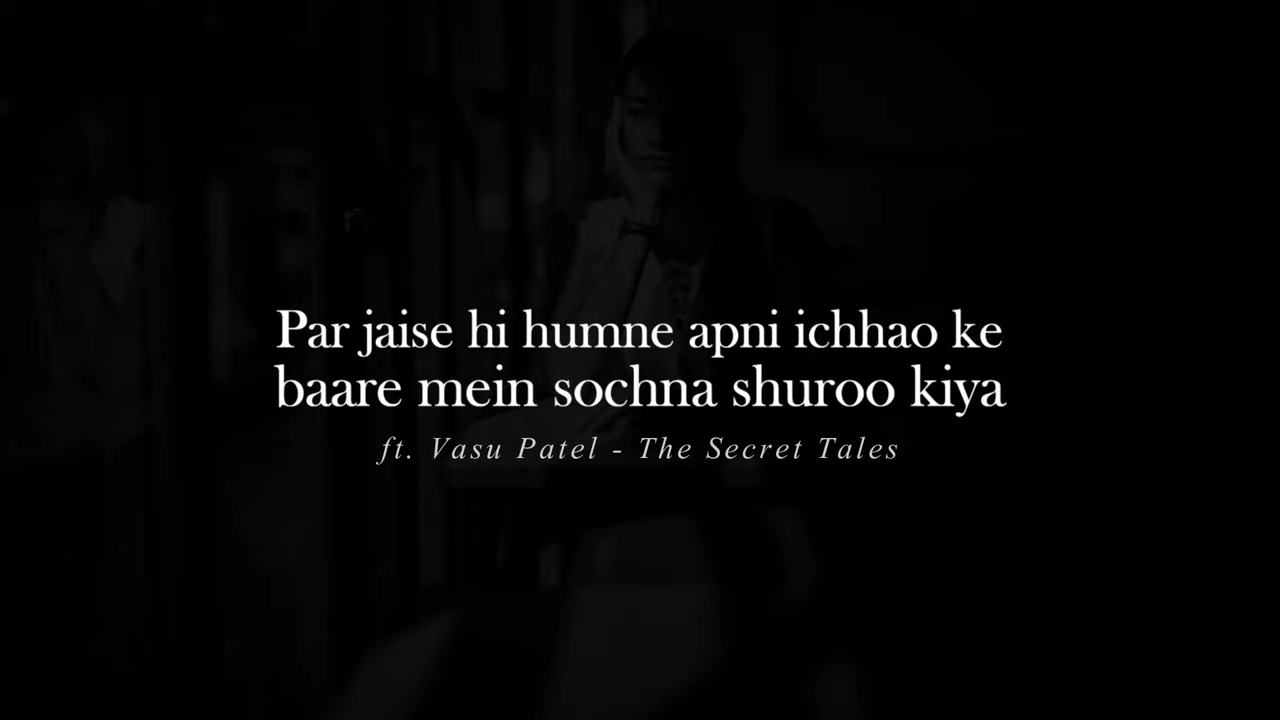 Par jaise hi humne apni ichhao ke
baare mein sochna shuroo kiya
ft. Vasu Patel - The Secret Tales